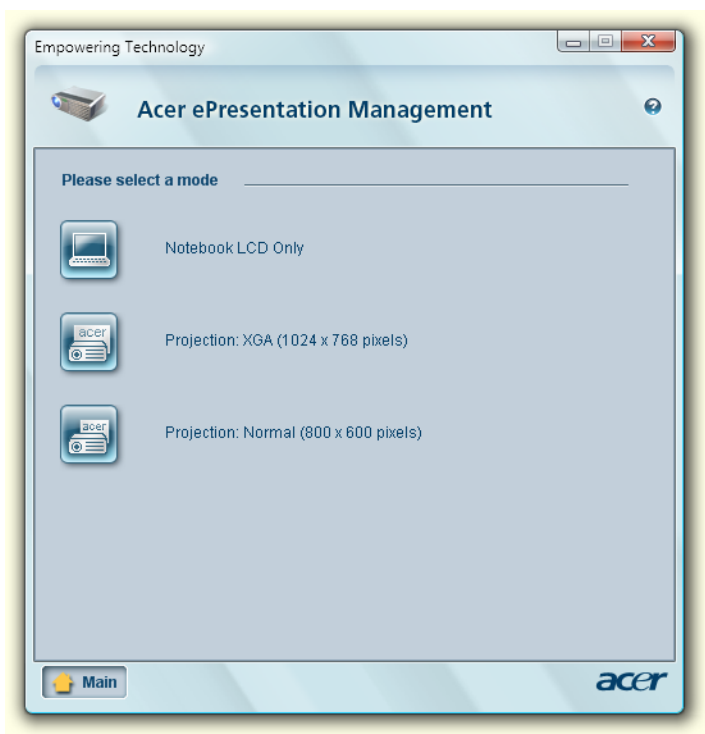 Empowering Technology
Acer ePresentation Management
Please select a mode
Notebook LCD Only
acer
Projection: XGA (1024 x 768 pixels)
acer
Projection: Normal (800 x 600 pixels)
Main
acer